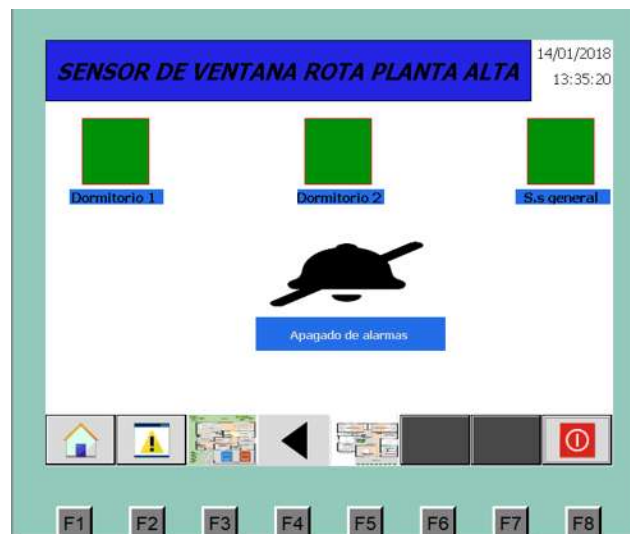 SENSOR DE VENTANA ROTA PLANTA ALTA
14/01/2018
13:35:20
Dormitorio 1
Dormitorio 2
S.s general
Apagado de alarmas
F1 F2 F3 F4 F5 F6 F7 F8